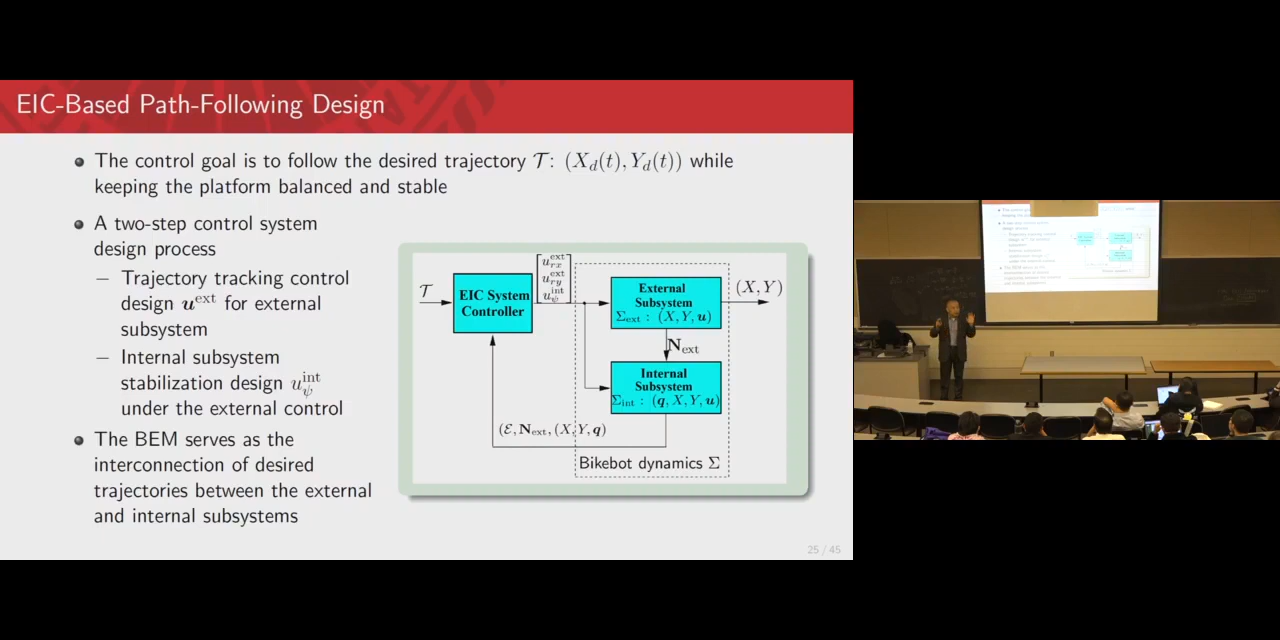 EIC-Based Path-Following Design
The control goal is to follow the desired trajectory 𝒯: (X_d(t), Y_d(t)) while
keeping the platform balanced and stable
A two-step control system
design process
– Trajectory tracking control
design u^ext for external
subsystem
– Internal subsystem
stabilization design u_ψ^int
under the external control
The BEM serves as the
interconnection of desired
trajectories between the external
and internal subsystems
𝒯
EIC System
Controller
u_rx^ext
u_ry^ext
u_ψ^int
External
Subsystem
Σ_ext : (X, Y, u)
(X, Y)
N_ext
Internal
Subsystem
Σ_int : (q, X, Y, u)
(ℰ, N_ext, (X, Y, q)
Bikebot dynamics Σ
25 / 45